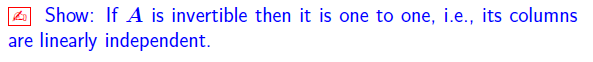 Show: If A is invertible then it is one to one, i.e., its columns
are linearly independent.